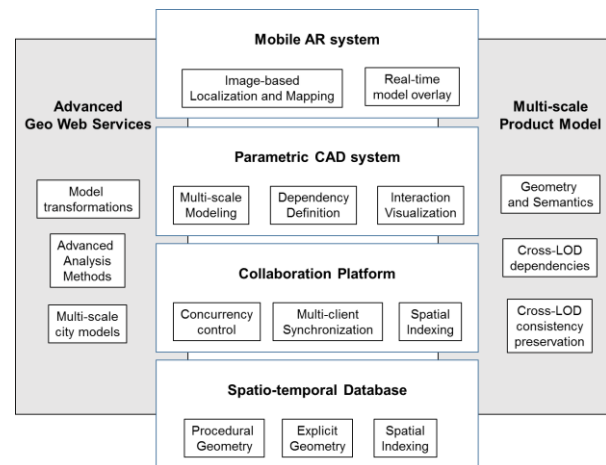 Mobile AR system
Image-based
Localization and Mapping
Real-time
model overlay
Advanced
Geo Web Services
Model
transformations
Advanced
Analysis
Methods
Multi-scale
city models
Parametric CAD system
Multi-scale
Modeling
Dependency
Definition
Interaction
Visualization
Collaboration Platform
Concurrency
control
Multi-client
Synchronization
Spatial
Indexing
Spatio-temporal Database
Procedural
Geometry
Explicit
Geometry
Spatial
Indexing
Multi-scale
Product Model
Geometry
and Semantics
Cross-LOD
dependencies
Cross-LOD
consistency
preservation